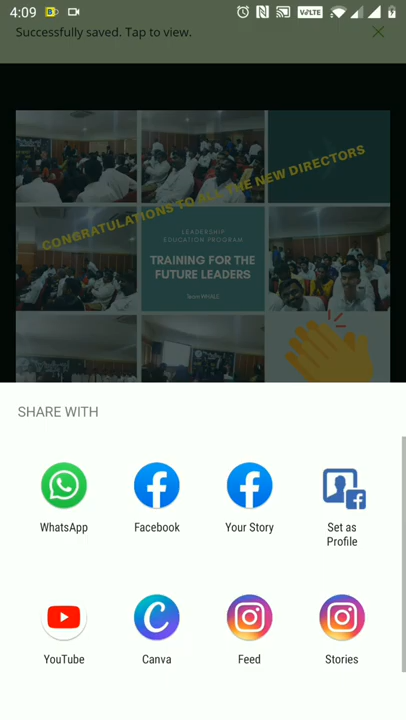 4:09
VoLTE
Successfully saved. Tap to view.
CONGRATULATIONS TO ALL THE NEW DIRECTORS
LEADERSHIP
EDUCATION PROGRAM
TRAINING FOR THE
FUTURE LEADERS
SHARE WITH
WhatsApp
Facebook
Your Story
Set as
Profile
YouTube
Canva
Feed
Stories